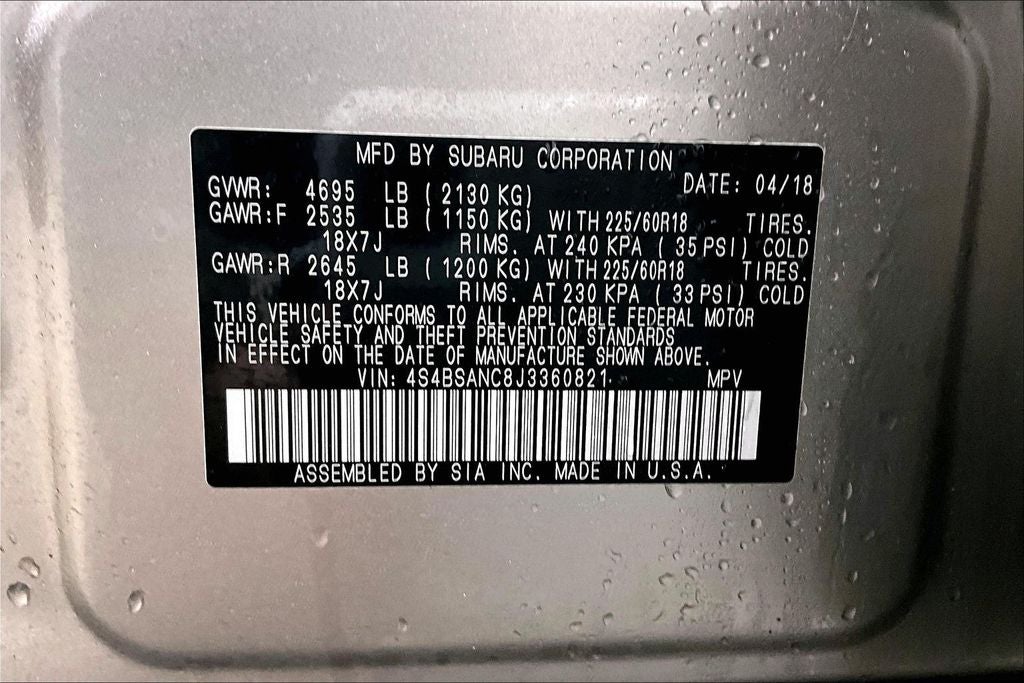 MFD BY SUBARU CORPORATION
GVWR: 4695 LB ( 2130 KG) DATE: 04/18
GAWR:F 2535 LB ( 1150 KG) WITH 225/60R18 TIRES.
18X7J RIMS. AT 240 KPA ( 35 PSI) COLD
GAWR:R 2645 LB ( 1200 KG) WITH 225/60R18 TIRES.
18X7J RIMS. AT 230 KPA ( 33 PSI) COLD
THIS VEHICLE CONFORMS TO ALL APPLICABLE FEDERAL MOTOR
VEHICLE SAFETY AND THEFT PREVENTION STANDARDS
IN EFFECT ON THE DATE OF MANUFACTURE SHOWN ABOVE.
VIN: 4S4BSANC8J3360821 MPV
ASSEMBLED BY SIA INC. MADE IN U.S.A.